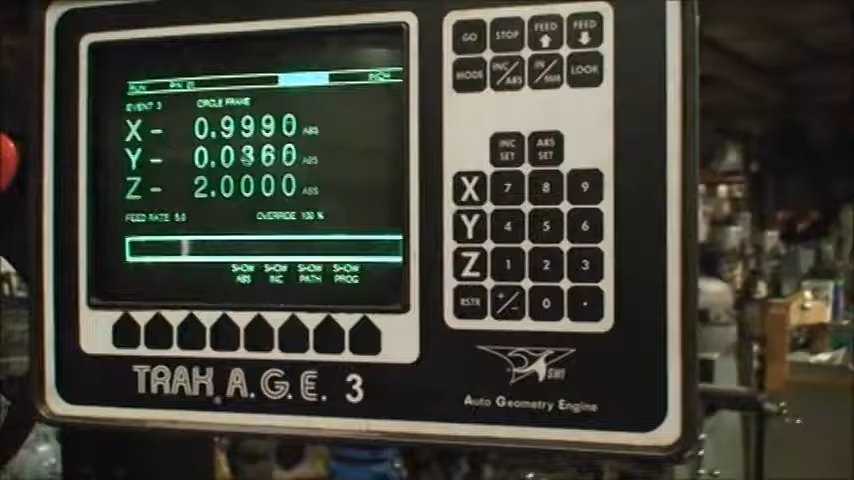 RUN P/N 21 INCH
EVENT 3 CIRCLE FRAME
X - 0.9990 ABS
Y - 0.0360 ABS
Z - 2.0000 ABS
FEED RATE 5.0 OVERRIDE 100 %
SHOW ABS SHOW INC SHOW PATH SHOW PROG
TRAK A.G.E. 3
GO STOP FEED FEED
MODE INC/ABS IN/MM LOOK
INC SET ABS SET
X 7 8 9
Y 4 5 6
Z 1 2 3
RSTR +/- 0 .
SWI
Auto Geometry Engine